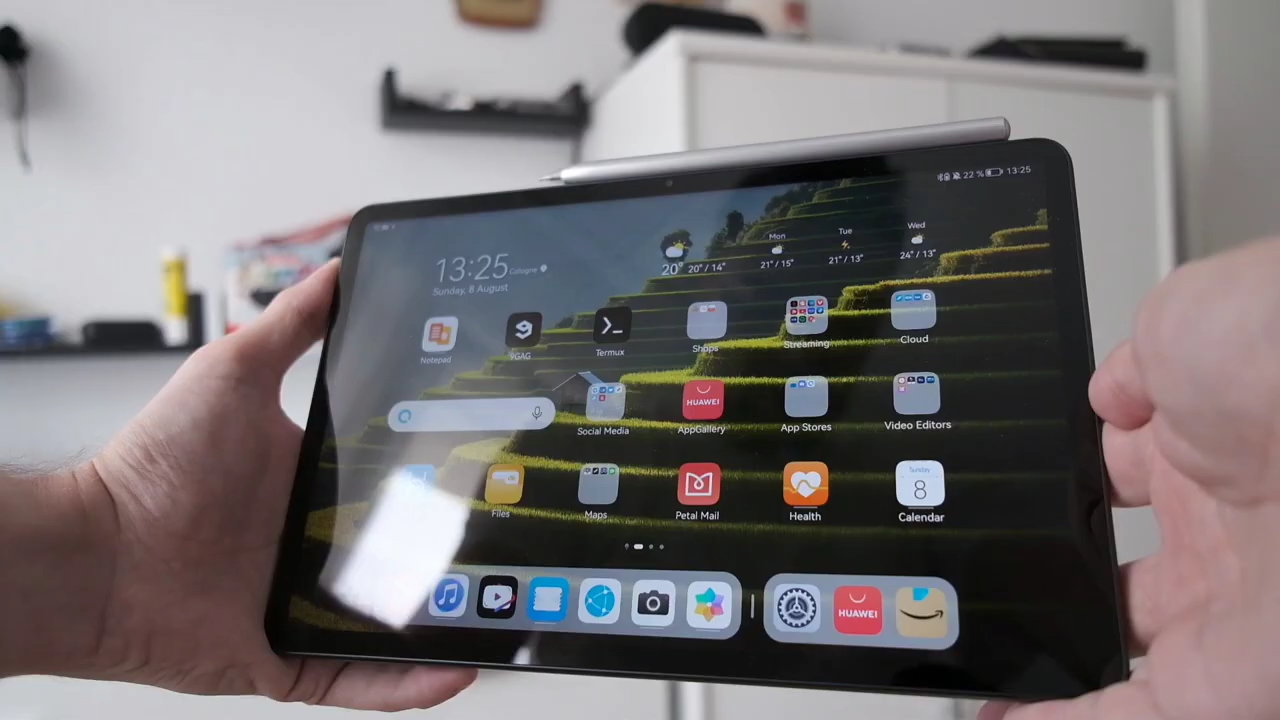 22 % 13:25
13:25 Cologne
Sunday, 8 August
20° 20° / 14°
Mon
21° / 15°
Tue
21° / 13°
Wed
24° / 13°
Notepad
9GAG
Termux
Shops
Streaming
Cloud
Social Media
HUAWEI
AppGallery
App Stores
Video Editors
Files
Maps
Petal Mail
Health
Sunday
8
Calendar
HUAWEI